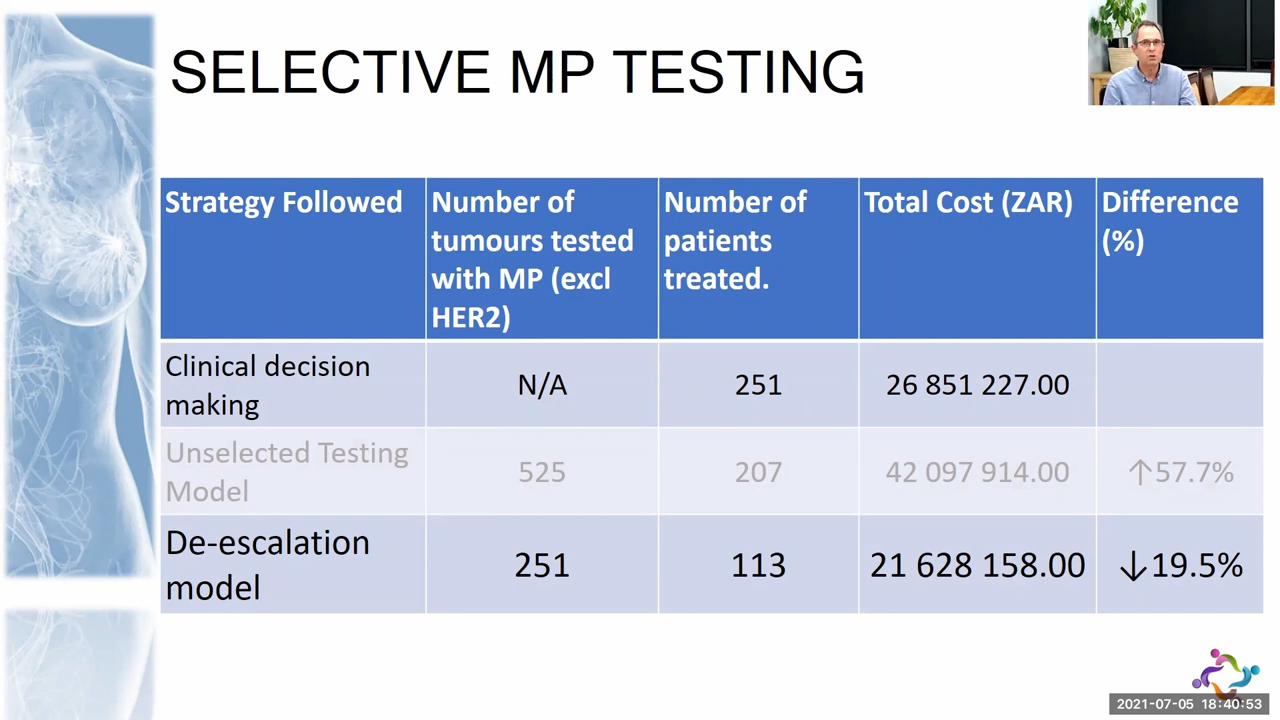 SELECTIVE MP TESTING
Strategy Followed
Number of
tumours tested
with MP (excl
HER2)
Number of
patients
treated.
Total Cost (ZAR)
Difference
(%)
Clinical decision
making
N/A
251
26 851 227.00
Unselected Testing
Model
525
207
42 097 914.00
↑57.7%
De-escalation
model
251
113
21 628 158.00
↓19.5%
2021-07-05 18:40:53